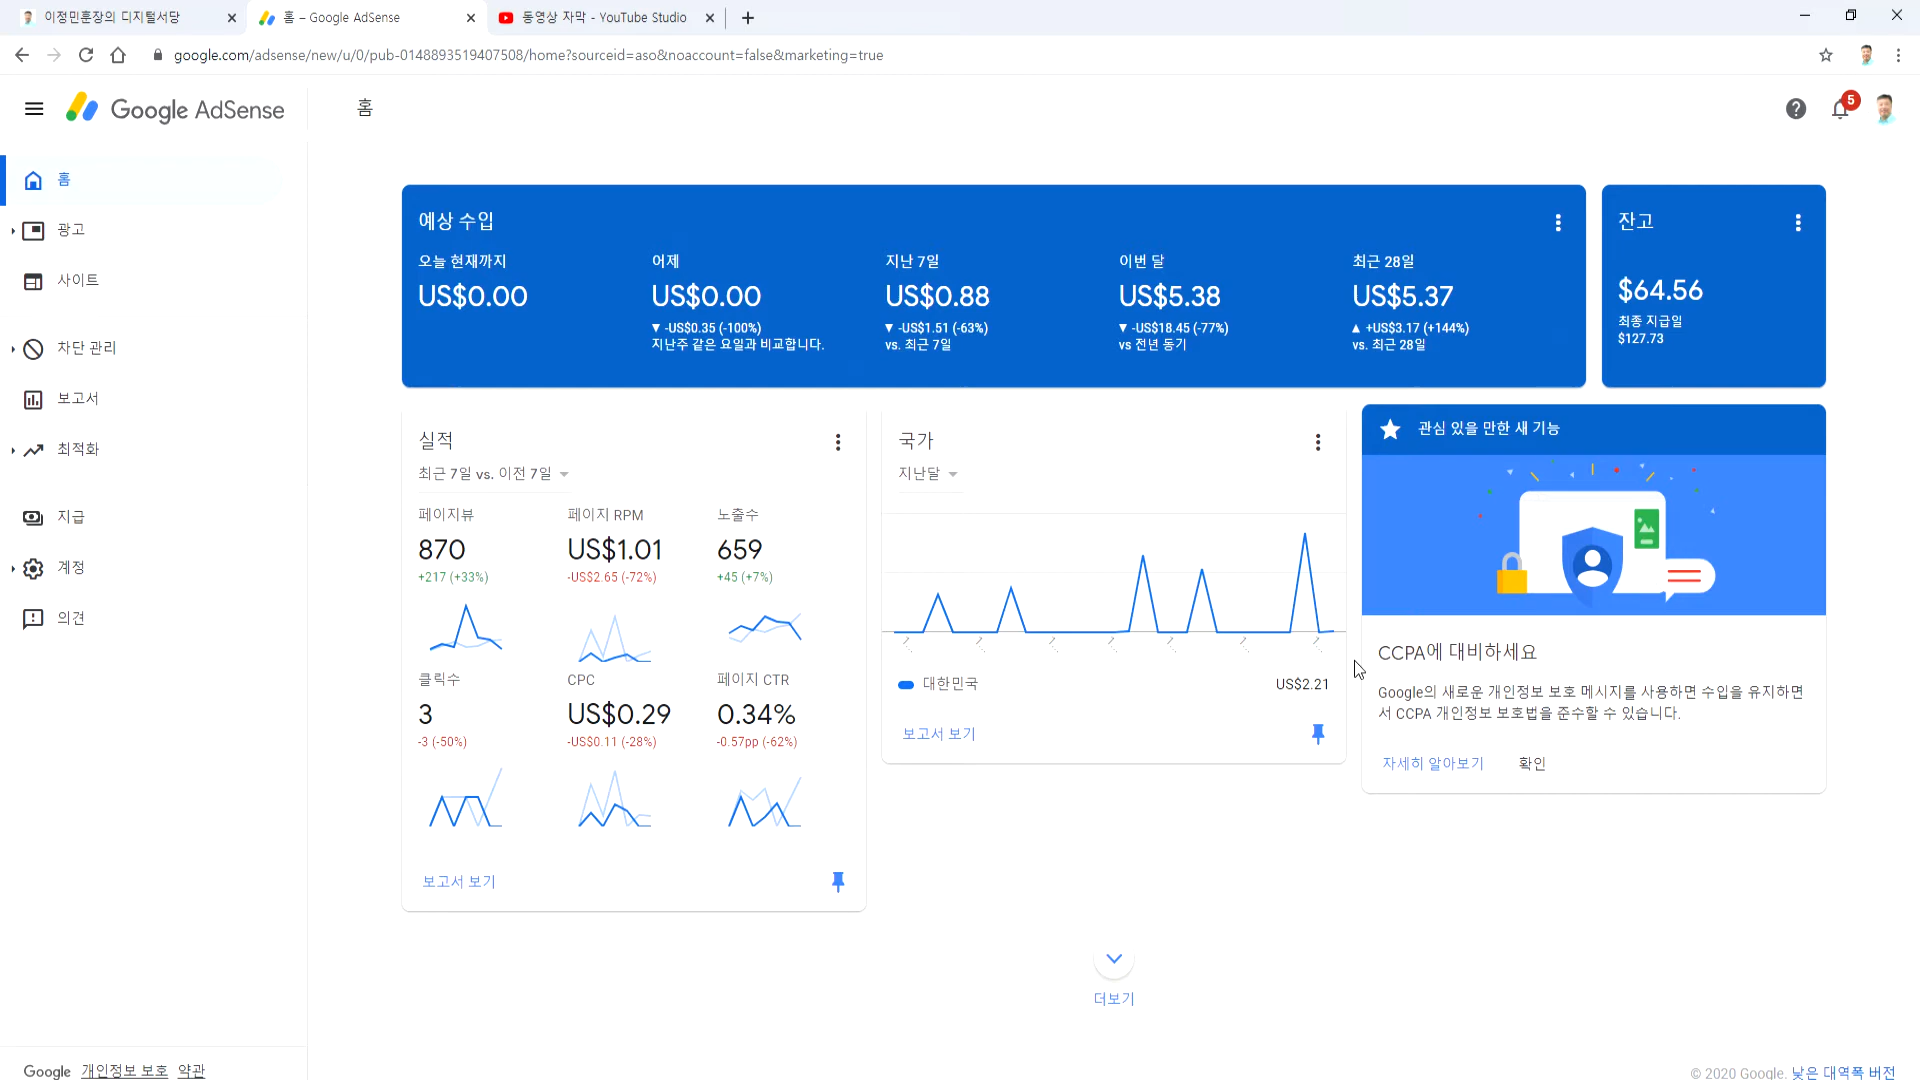 이정민훈장의 디지털서당
홈 – Google AdSense
동영상 자막 - YouTube Studio
google.com/adsense/new/u/0/pub-0148893519407508/home?sourceid=aso&noaccount=false&marketing=true
Google AdSense
홈
5
홈
광고
사이트
차단 관리
보고서
최적화
지급
계정
의견
예상 수입
오늘 현재까지
US$0.00
어제
US$0.00
▼ -US$0.35 (-100%)
지난주 같은 요일과 비교합니다.
지난 7일
US$0.88
▼ -US$1.51 (-63%)
vs. 최근 7일
이번 달
US$5.38
▼ -US$18.45 (-77%)
vs 전년 동기
최근 28일
US$5.37
▲ +US$3.17 (+144%)
vs. 최근 28일
잔고
$64.56
최종 지급일
$127.73
실적
최근 7일 vs. 이전 7일
페이지뷰
870
+217 (+33%)
페이지 RPM
US$1.01
-US$2.65 (-72%)
노출수
659
+45 (+7%)
클릭수
3
-3 (-50%)
CPC
US$0.29
-US$0.11 (-28%)
페이지 CTR
0.34%
-0.57pp (-62%)
보고서 보기
국가
지난달
대한민국
US$2.21
보고서 보기
관심 있을 만한 새 기능
CCPA에 대비하세요
Google의 새로운 개인정보 보호 메시지를 사용하면 수입을 유지하면
서 CCPA 개인정보 보호법을 준수할 수 있습니다.
자세히 알아보기
확인
더보기
Google 개인정보 보호 약관
© 2020 Google. 낮은 대역폭 버전